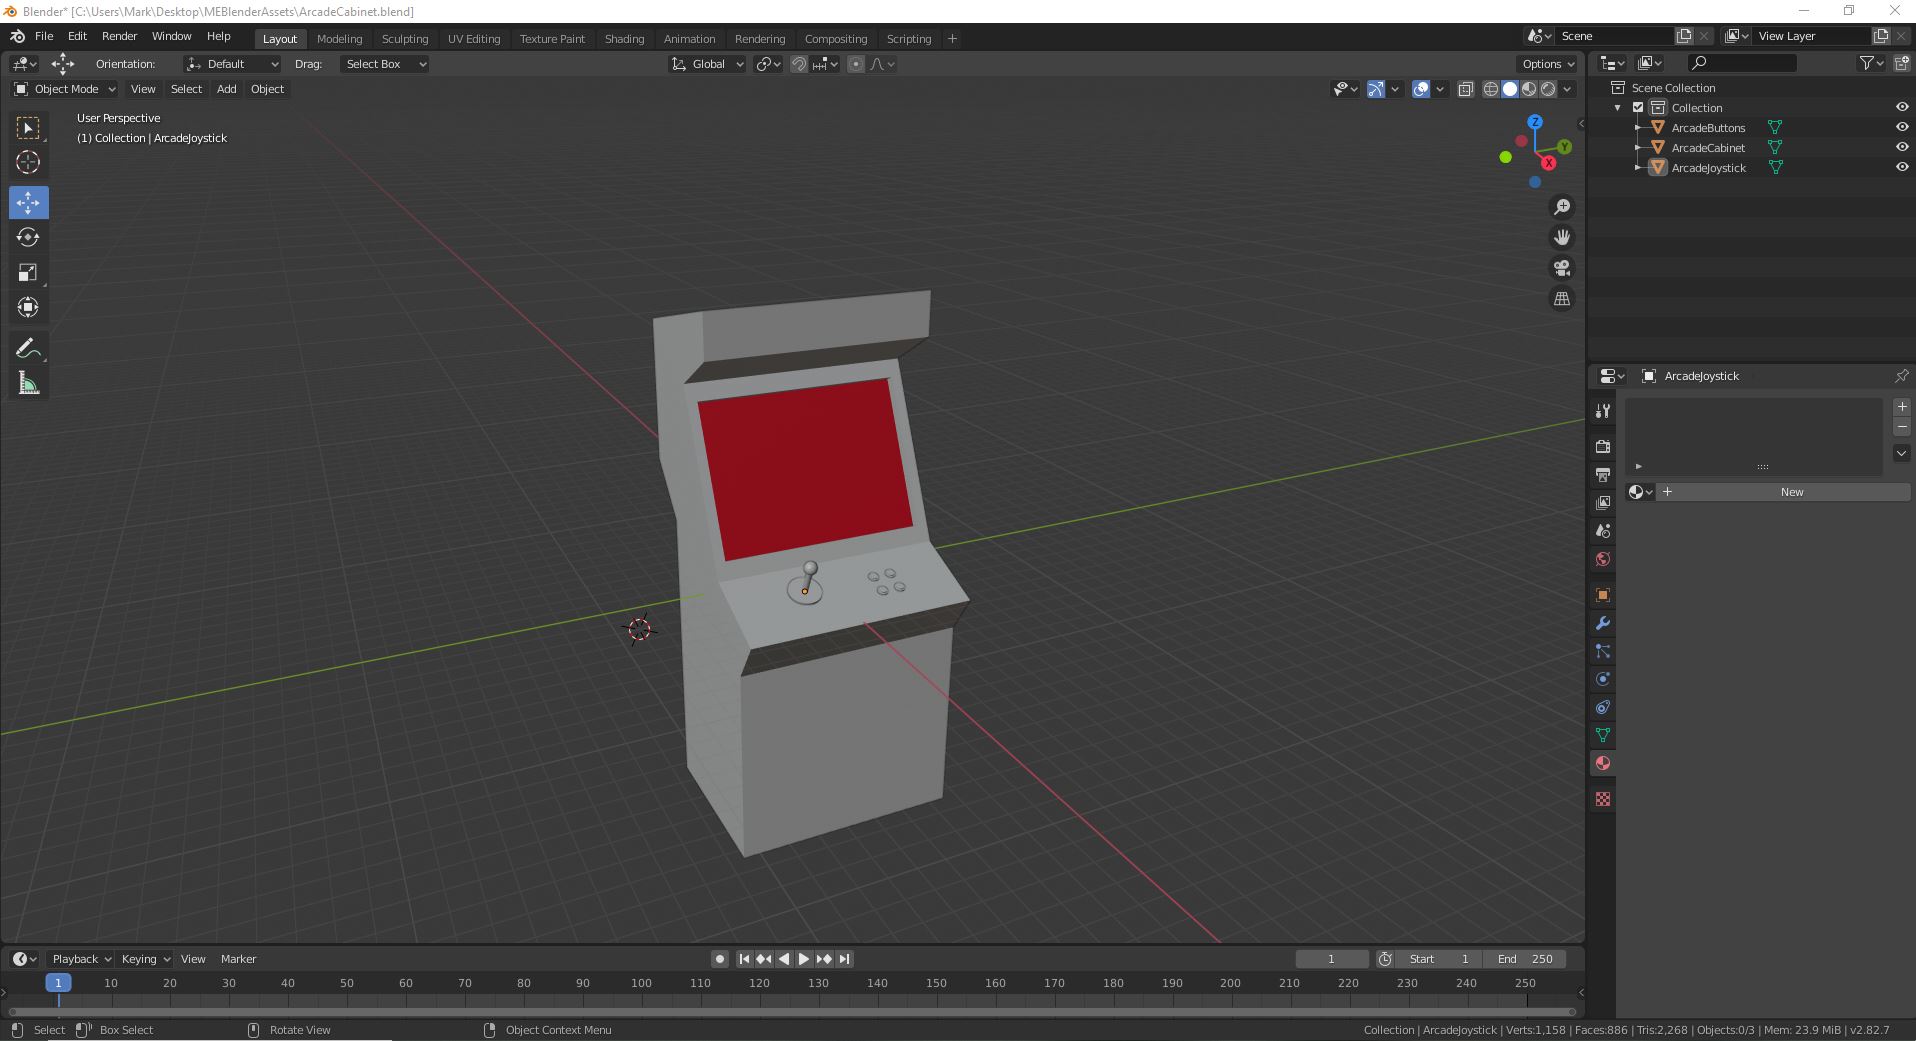 Blender* [C:\Users\Mark\Desktop\MEBlenderAssets\ArcadeCabinet.blend]
File Edit Render Window Help Layout Modeling Sculpting UV Editing Texture Paint Shading Animation Rendering Compositing Scripting + Scene View Layer
Orientation: Default Drag: Select Box Global Options
Object Mode View Select Add Object
User Perspective
(1) Collection | ArcadeJoystick
Z
Y
X
Scene Collection
Collection
ArcadeButtons
ArcadeCabinet
ArcadeJoystick
ArcadeJoystick
+ New
Playback Keying View Marker 1 Start 1 End 250
1 10 20 30 40 50 60 70 80 90 100 110 120 130 140 150 160 170 180 190 200 210 220 230 240 250
Select Box Select Rotate View Object Context Menu Collection | ArcadeJoystick | Verts:1,158 | Faces:886 | Tris:2,268 | Objects:0/3 | Mem: 23.9 MiB | v2.82.7